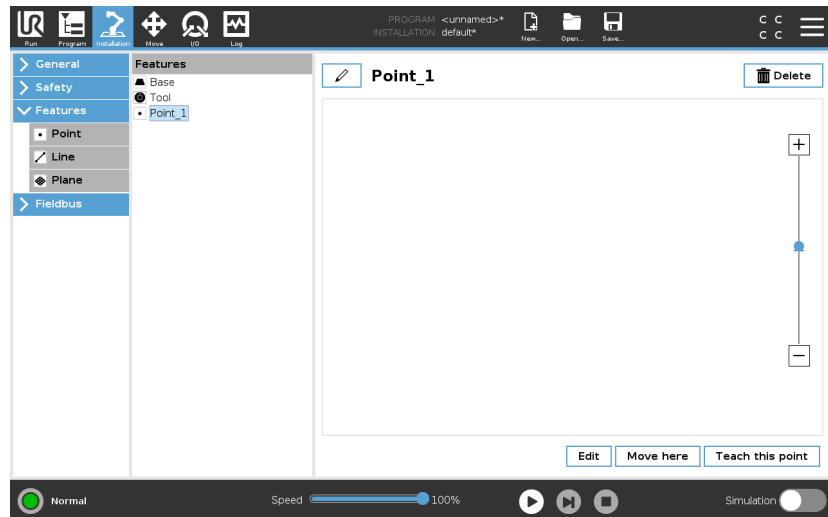 PROGRAM <unnamed>*
INSTALLATION default*
C C
C C
Run Program Installation Move I/O Log New... Open... Save...
General
Safety
Features
Point
Line
Plane
Fieldbus
Features
Base
Tool
Point_1
Point_1
Delete
Edit Move here Teach this point
Normal Speed 100% Simulation